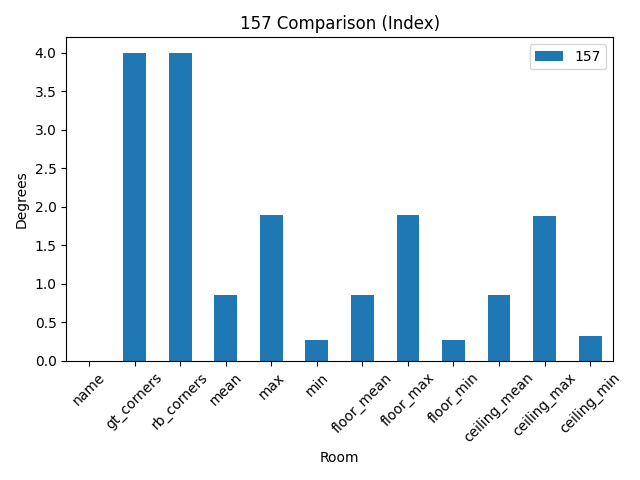 157 Comparison (Index)
157
Degrees
4.0
3.5
3.0
2.5
2.0
1.5
1.0
0.5
0.0
name
gt_corners
rb_corners
mean
max
min
floor_mean
floor_max
floor_min
ceiling_mean
ceiling_max
ceiling_min
Room